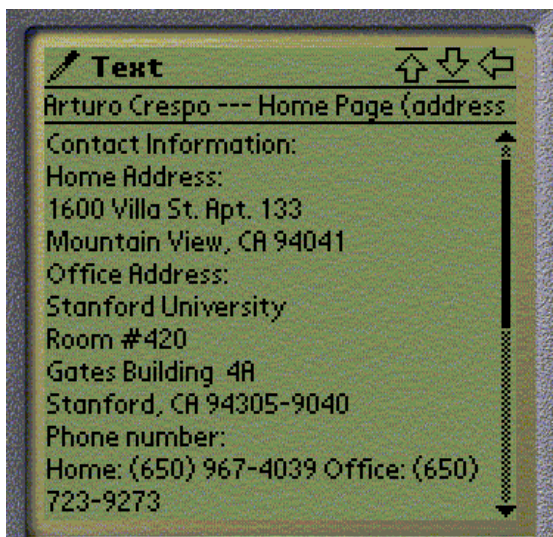 Text
Arturo Crespo --- Home Page (address
Contact Information:
Home Address:
1600 Villa St. Apt. 133
Mountain View, CA 94041
Office Address:
Stanford University
Room #420
Gates Building  4A
Stanford, CA 94305-9040
Phone number:
Home: (650) 967-4039 Office: (650)
723-9273